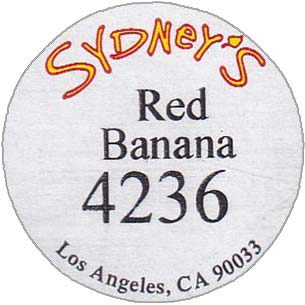 SYDNEY'S
Red
Banana
4236
Los Angeles, CA 90033